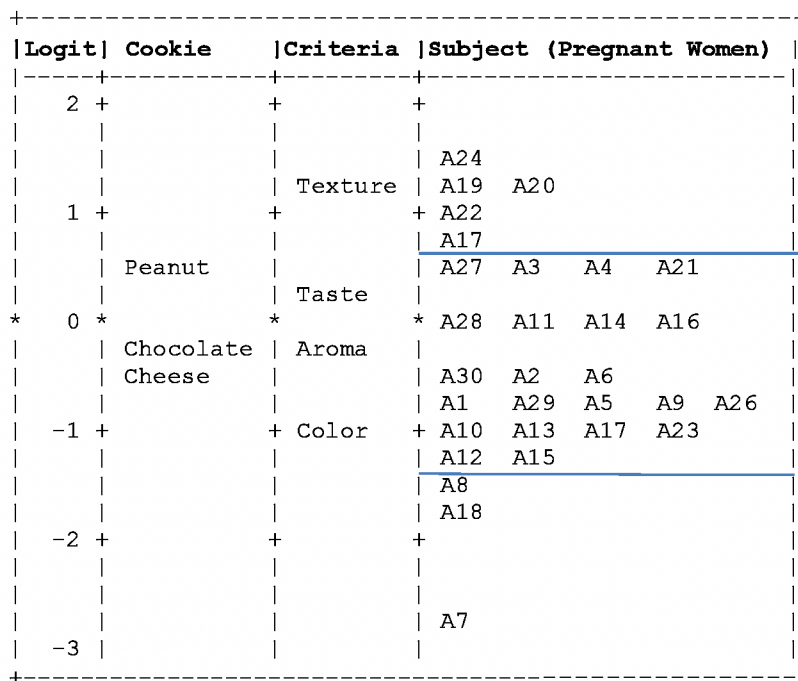 |Logit| Cookie |Criteria |Subject (Pregnant Women) |
2
A24
Texture A19 A20
1 A22
A17
Peanut A27 A3 A4 A21
Taste
* 0 * * * A28 A11 A14 A16
Chocolate Aroma
Cheese A30 A2 A6
A1 A29 A5 A9 A26
-1 Color A10 A13 A17 A23
A12 A15
A8
A18
-2
A7
-3